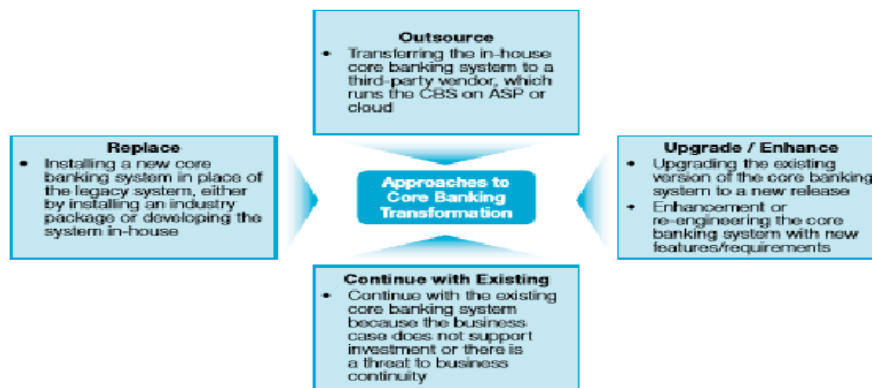 Outsource
• Transferring the in-house
core banking system to a
third-party vendor, which
runs the CBS on ASP or
cloud
Replace
• Installing a new core
banking system in place of
the legacy system, either
by installing an industry
package or developing the
system in-house
Approaches to
Core Banking
Transformation
Upgrade / Enhance
• Upgrading the existing
version of the core banking
system to a new release
• Enhancement or
re-engineering the core
banking system with new
features/requirements
Continue with Existing
• Continue with the existing
core banking system
because the business
case does not support
investment or there is
a threat to business
continuity